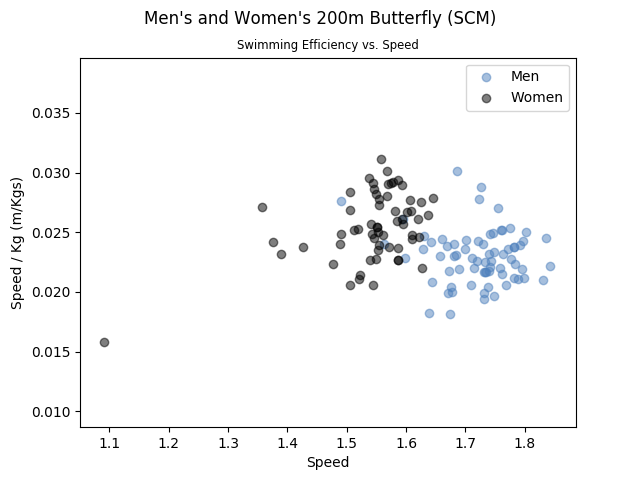 Men's and Women's 200m Butterfly (SCM)
Swimming Efficiency vs. Speed
Men
Women
Speed / Kg (m/Kgs)
0.035
0.030
0.025
0.020
0.015
0.010
1.1 1.2 1.3 1.4 1.5 1.6 1.7 1.8
Speed